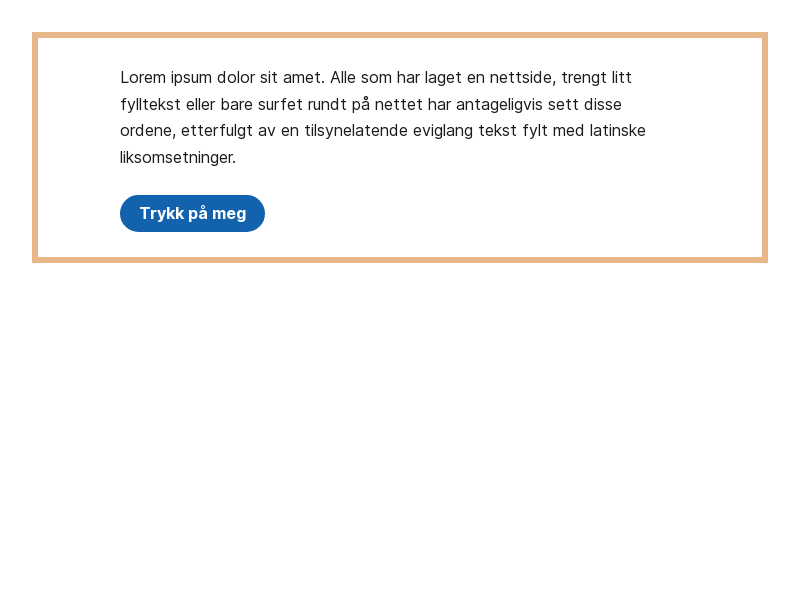 Lorem ipsum dolor sit amet. Alle som har laget en nettside, trengt litt
fylltekst eller bare surfet rundt på nettet har antageligvis sett disse
ordene, etterfulgt av en tilsynelatende eviglang tekst fylt med latinske
liksomsetninger.
Trykk på meg